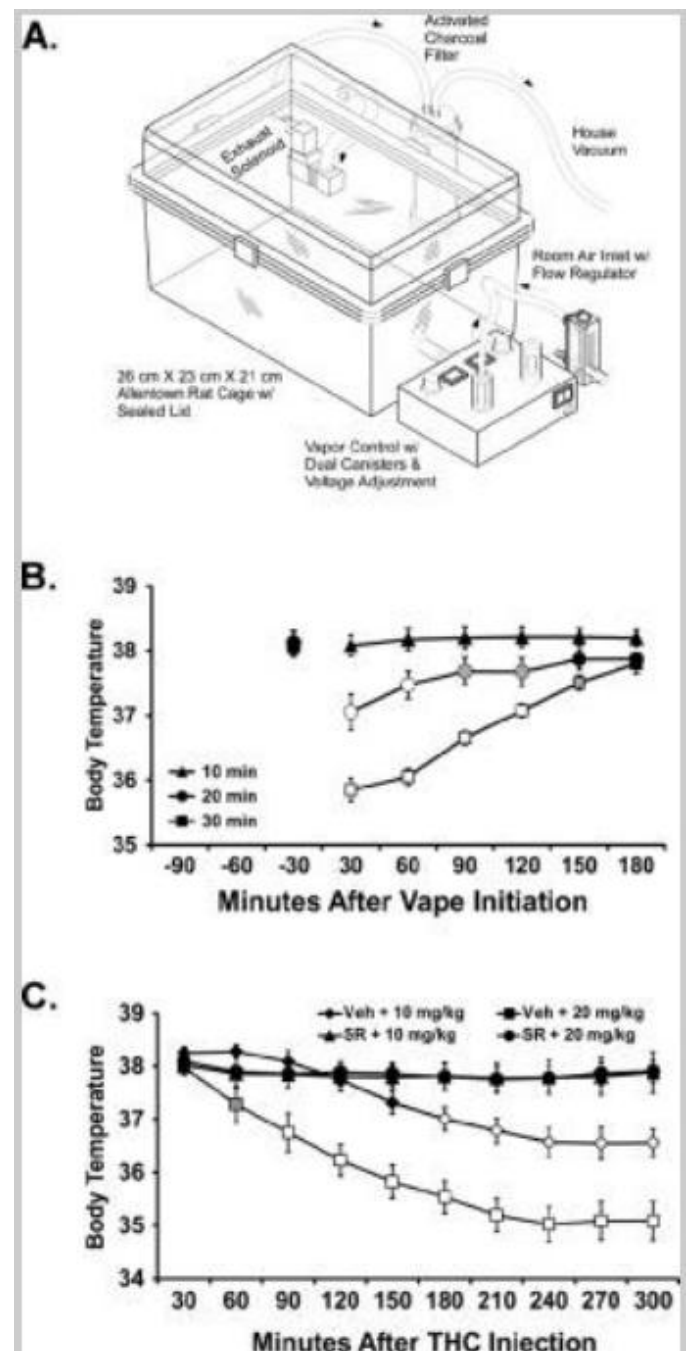 A.
Activated
Charcoal
Filter
House
Vacuum
Exhaust
Solenoid
Room Air Inlet w/
Flow Regulator
26 cm X 23 cm X 21 cm
Allentown Rat Cage w/
Sealed Lid
Vapor Control w/
Dual Canisters &
Voltage Adjustment
B.
39
38
37
36
35
Body Temperature
10 min
20 min
30 min
-90 -60 -30 30 60 90 120 150 180
Minutes After Vape Initiation
C.
39
38
37
36
35
34
Body Temperature
Veh + 10 mg/kg Veh + 20 mg/kg
SR + 10 mg/kg SR + 20 mg/kg
30 60 90 120 150 180 210 240 270 300
Minutes After THC Injection